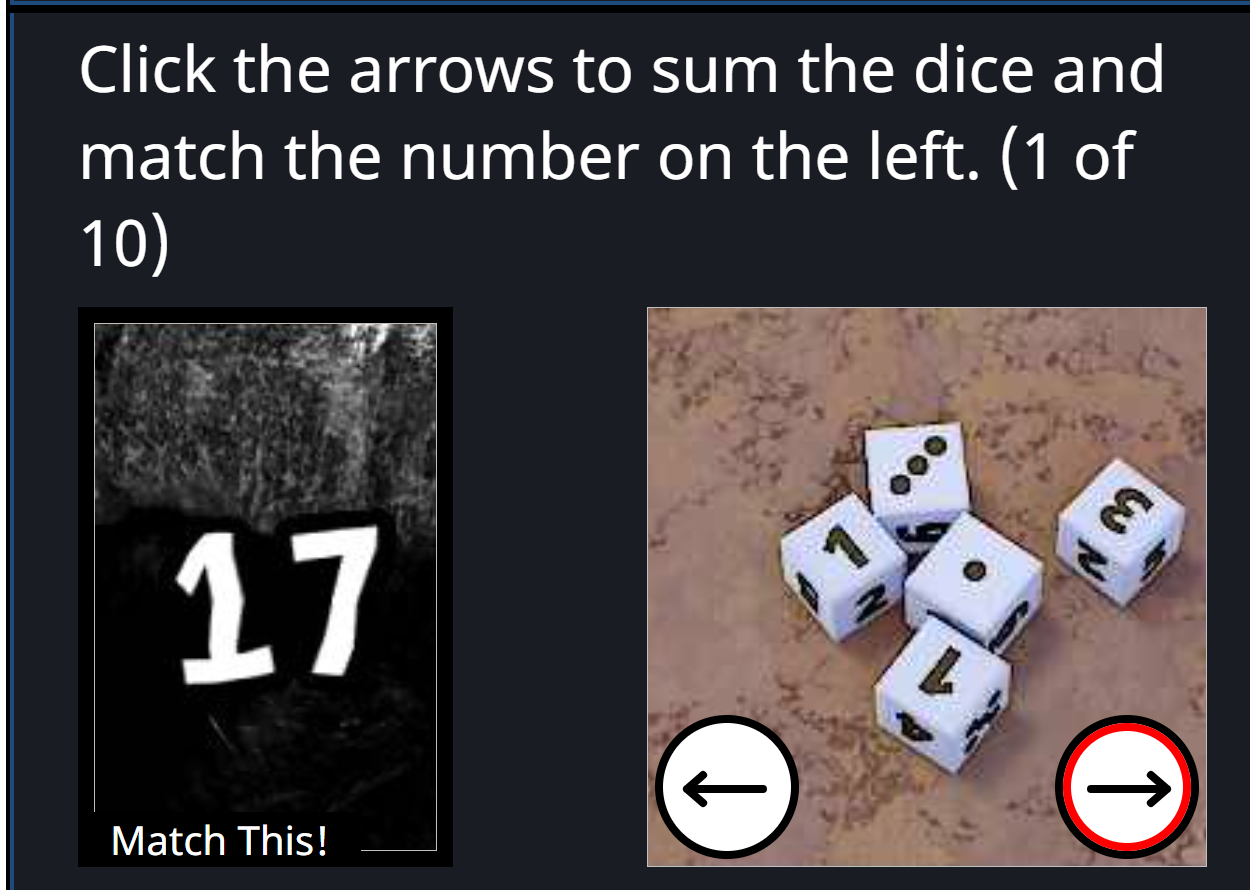 Click the arrows to sum the dice and
match the number on the left. (1 of
10)
17
Match This!